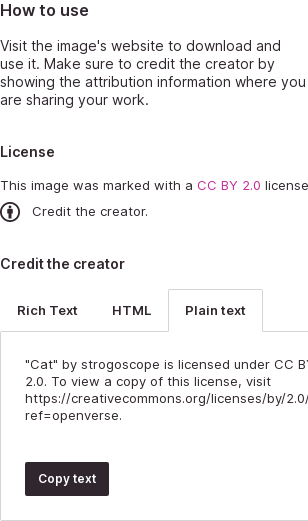 How to use
Visit the image's website to download and
use it. Make sure to credit the creator by
showing the attribution information where you
are sharing your work.
License
This image was marked with a CC BY 2.0 license
Credit the creator.
Credit the creator
Rich Text HTML Plain text
"Cat" by strogoscope is licensed under CC BY
2.0. To view a copy of this license, visit
https://creativecommons.org/licenses/by/2.0/
ref=openverse.
Copy text